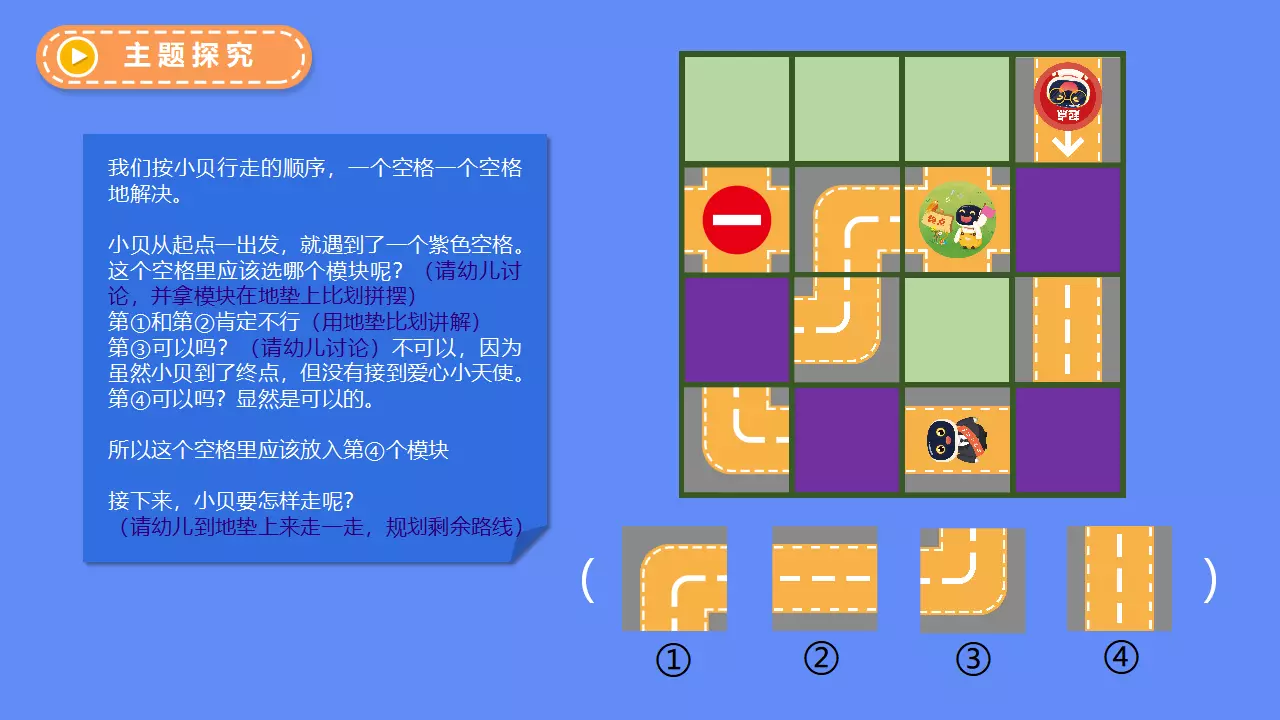 主题探究
我们按小贝行走的顺序，一个空格一个空格
地解决。
小贝从起点一出发，就遇到了一个紫色空格。
这个空格里应该选哪个模块呢？（请幼儿讨
论，并拿模块在地垫上比划拼摆）
第①和第②肯定不行（用地垫比划讲解）
第③可以吗？（请幼儿讨论）不可以，因为
虽然小贝到了终点，但没有接到爱心小天使。
第④可以吗？显然是可以的。
所以这个空格里应该放入第④个模块
接下来，小贝要怎样走呢？
（请幼儿到地垫上来走一走，规划剩余路线）
起点
终点
（ ）
① ② ③ ④